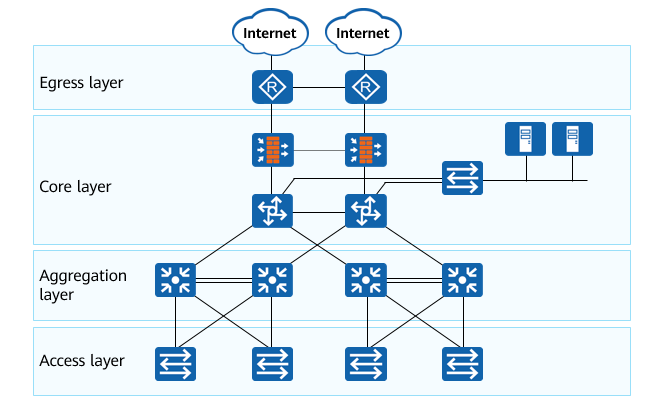 Internet
Internet
Egress layer
R
R
Core layer
Aggregation
layer
Access layer